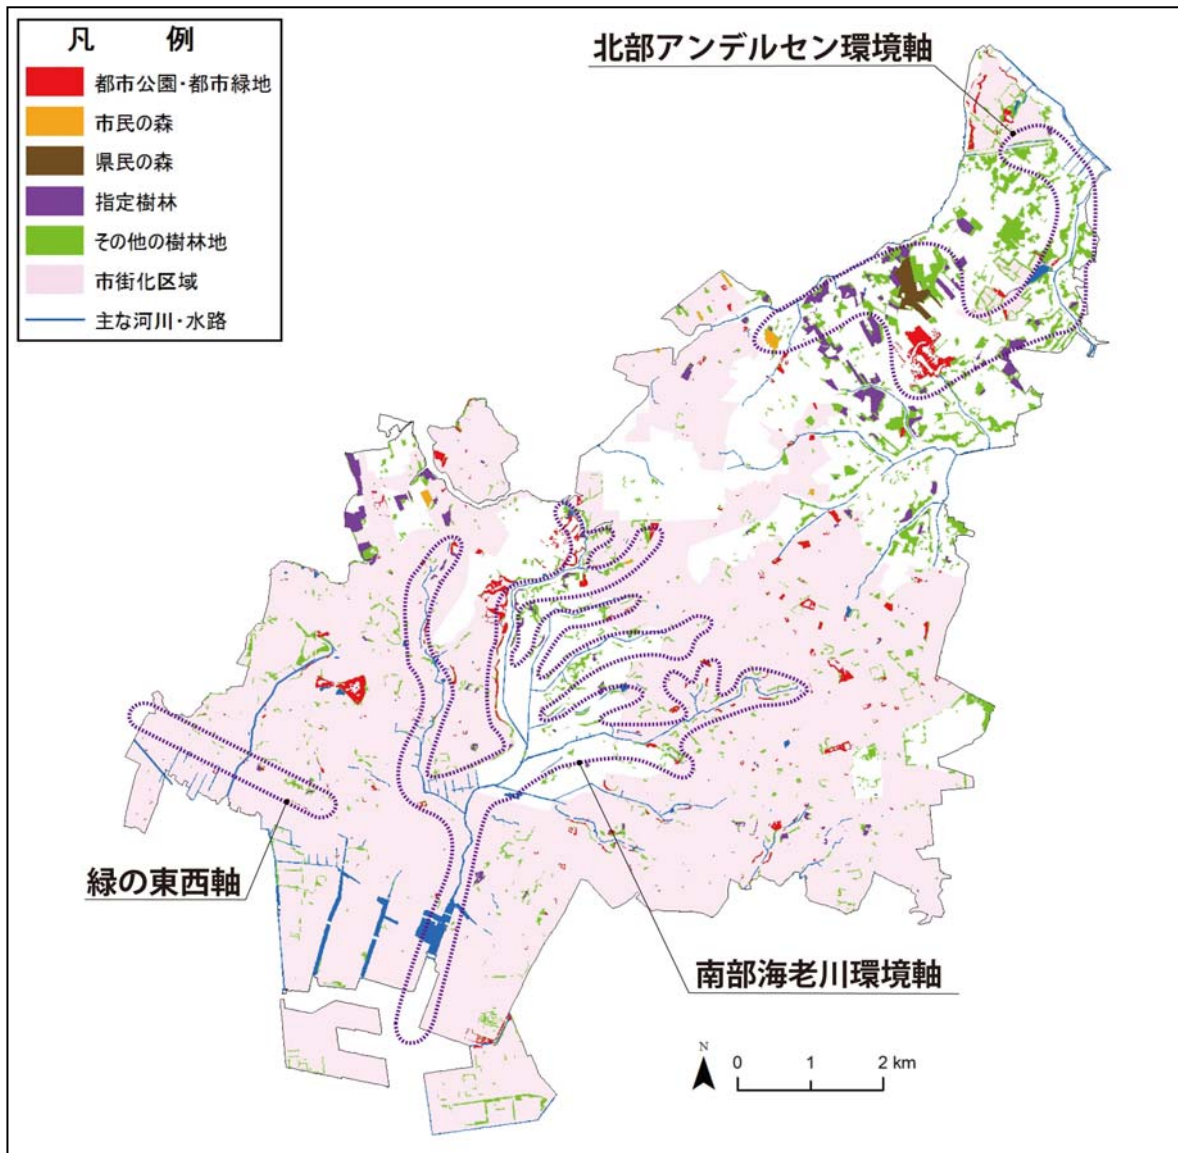 凡 例
都市公園・都市緑地
市民の森
県民の森
指定樹林
その他の樹林地
市街化区域
主な河川・水路
北部アンデルセン環境軸
緑の東西軸
南部海老川環境軸
N
0 1 2 km